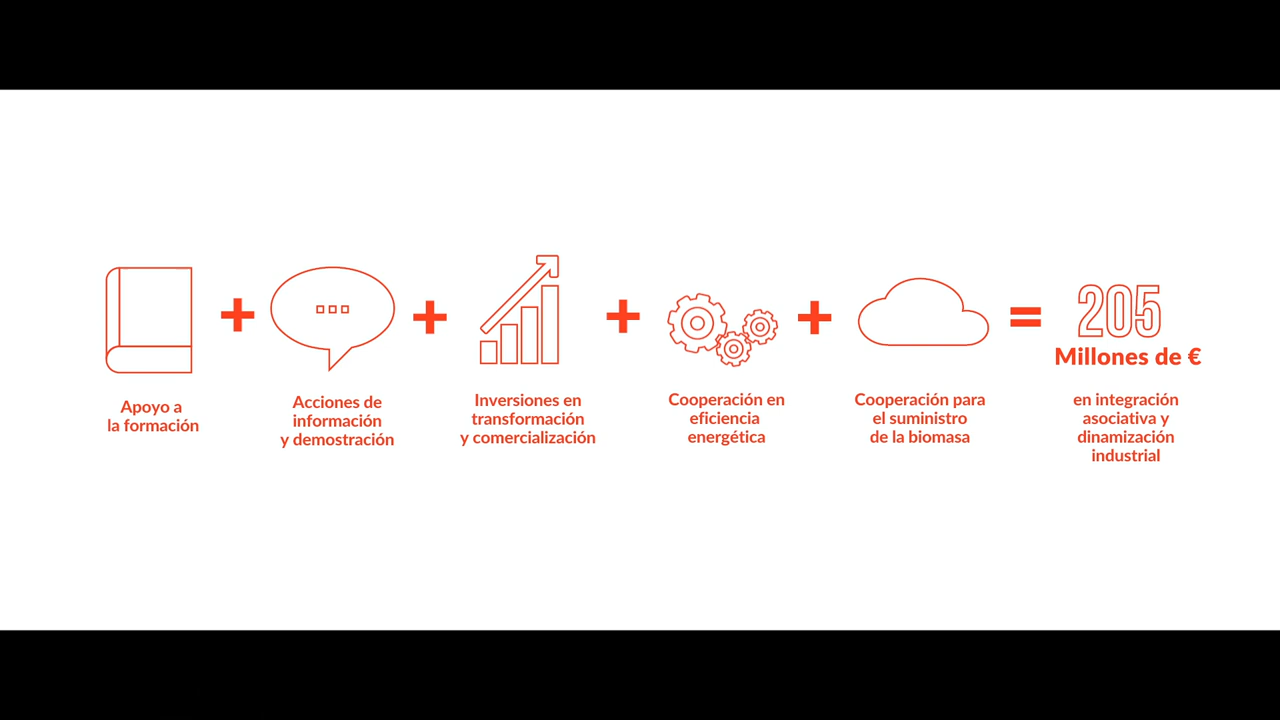 Apoyo a
la formación
Acciones de
información
y demostración
Inversiones en
transformación
y comercialización
Cooperación en
eficiencia
energética
Cooperación para
el suministro
de la biomasa
205
Millones de €
en integración
asociativa y
dinamización
industrial